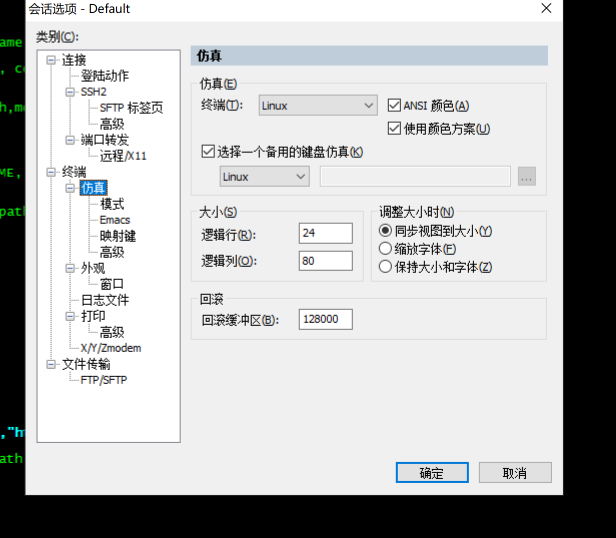 会话选项 - Default
类别(C):
连接
登陆动作
SSH2
SFTP 标签页
高级
端口转发
远程/X11
终端
仿真
模式
Emacs
映射键
高级
外观
窗口
日志文件
打印
高级
X/Y/Zmodem
文件传输
FTP/SFTP
仿真
仿真(E)
终端(T): Linux
ANSI 颜色(A)
使用颜色方案(U)
选择一个备用的键盘仿真(K)
Linux
...
大小(S)
逻辑行(R): 24
逻辑列(O): 80
调整大小时(N)
同步视图到大小(Y)
缩放字体(F)
保持大小和字体(Z)
回滚
回滚缓冲区(B): 128000
确定 取消
ame
, c
ME,
path
,"h
ath